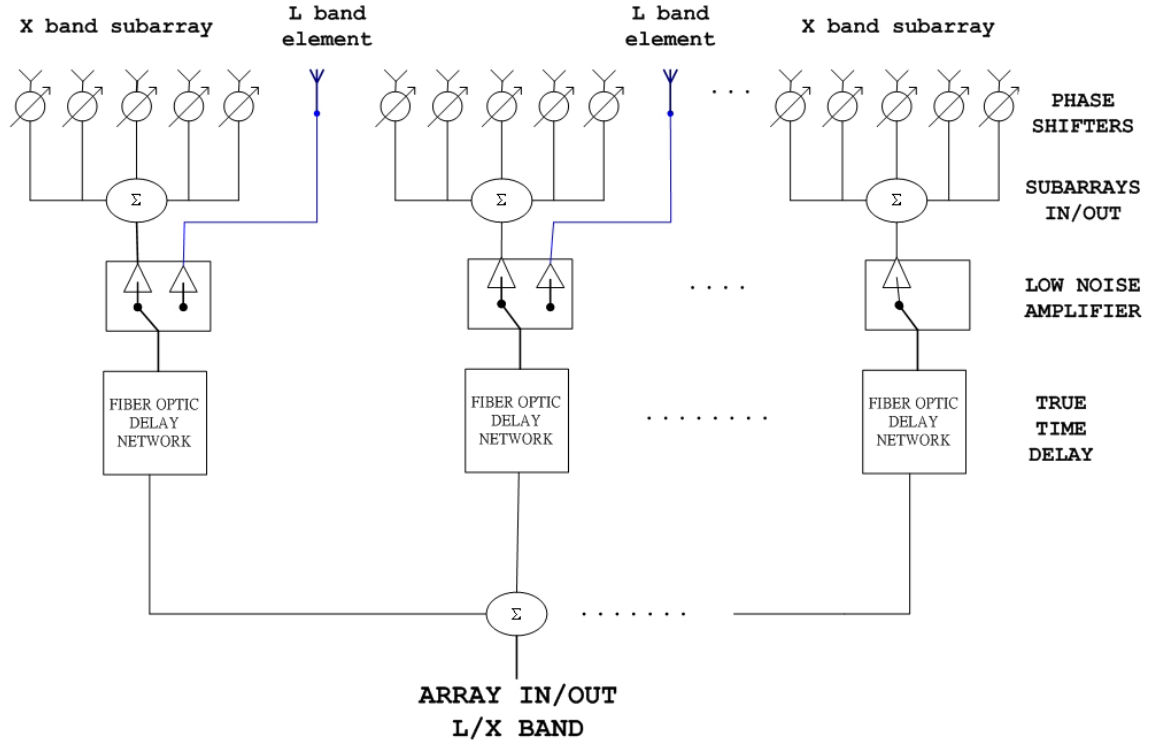 X band subarray
L band
element
L band
element
X band subarray
PHASE
SHIFTERS
Σ
Σ
Σ
SUBARRAYS
IN/OUT
LOW NOISE
AMPLIFIER
FIBER OPTIC
DELAY
NETWORK
FIBER OPTIC
DELAY
NETWORK
FIBER OPTIC
DELAY
NETWORK
TRUE
TIME
DELAY
Σ
ARRAY IN/OUT
L/X BAND